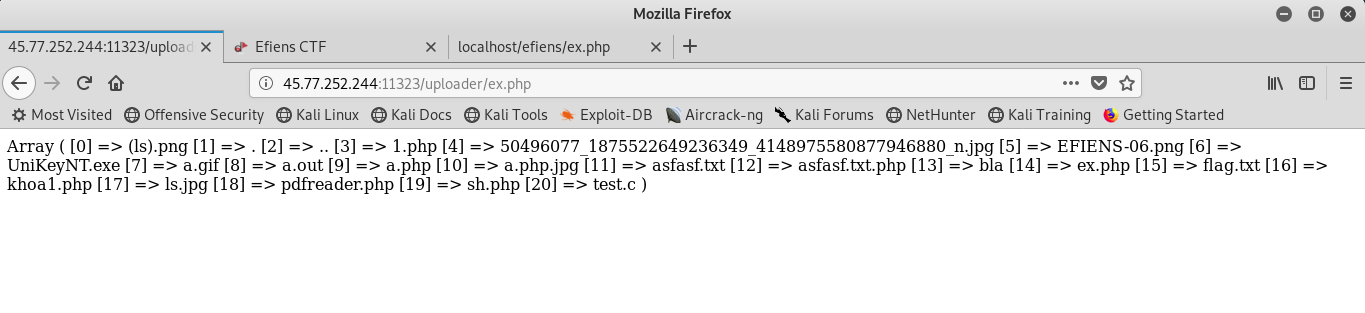 Mozilla Firefox
45.77.252.244:11323/upload
Efiens CTF
localhost/efiens/ex.php
45.77.252.244:11323/uploader/ex.php
Most Visited Offensive Security Kali Linux Kali Docs Kali Tools Exploit-DB Aircrack-ng Kali Forums NetHunter Kali Training Getting Started
Array ( [0] => (ls).png [1] => . [2] => .. [3] => 1.php [4] => 50496077_1875522649236349_4148975580877946880_n.jpg [5] => EFIENS-06.png [6] =>
UniKeyNT.exe [7] => a.gif [8] => a.out [9] => a.php [10] => a.php.jpg [11] => asfasf.txt [12] => asfasf.txt.php [13] => bla [14] => ex.php [15] => flag.txt [16] =>
khoa1.php [17] => ls.jpg [18] => pdfreader.php [19] => sh.php [20] => test.c )